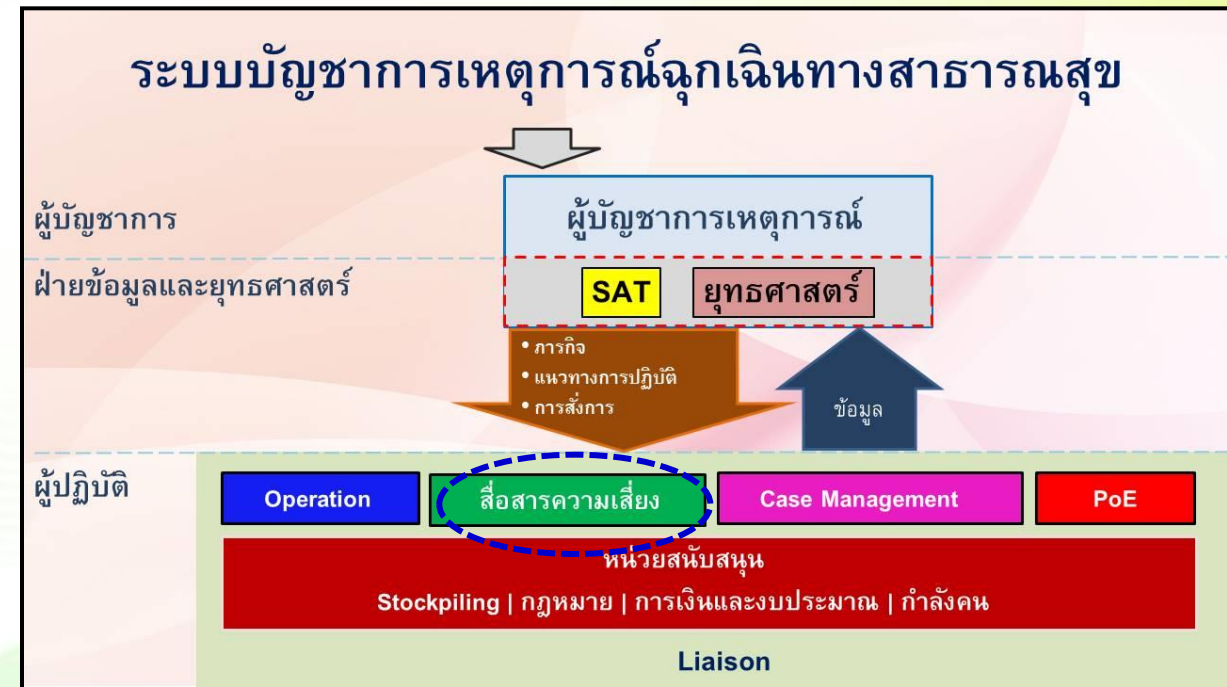 ระบบบัญชาการเหตุการณ์ฉุกเฉินทางสาธารณสุข
ผู้บัญชาการ
ผู้บัญชาการเหตุการณ์
ฝ่ายข้อมูลและยุทธศาสตร์
SAT
ยุทธศาสตร์
• ภารกิจ
• แนวทางการปฏิบัติ
• การสั่งการ
ข้อมูล
ผู้ปฏิบัติ
Operation
สื่อสารความเสี่ยง
Case Management
PoE
หน่วยสนับสนุน
Stockpiling | กฎหมาย | การเงินและงบประมาณ | กำลังคน
Liaison